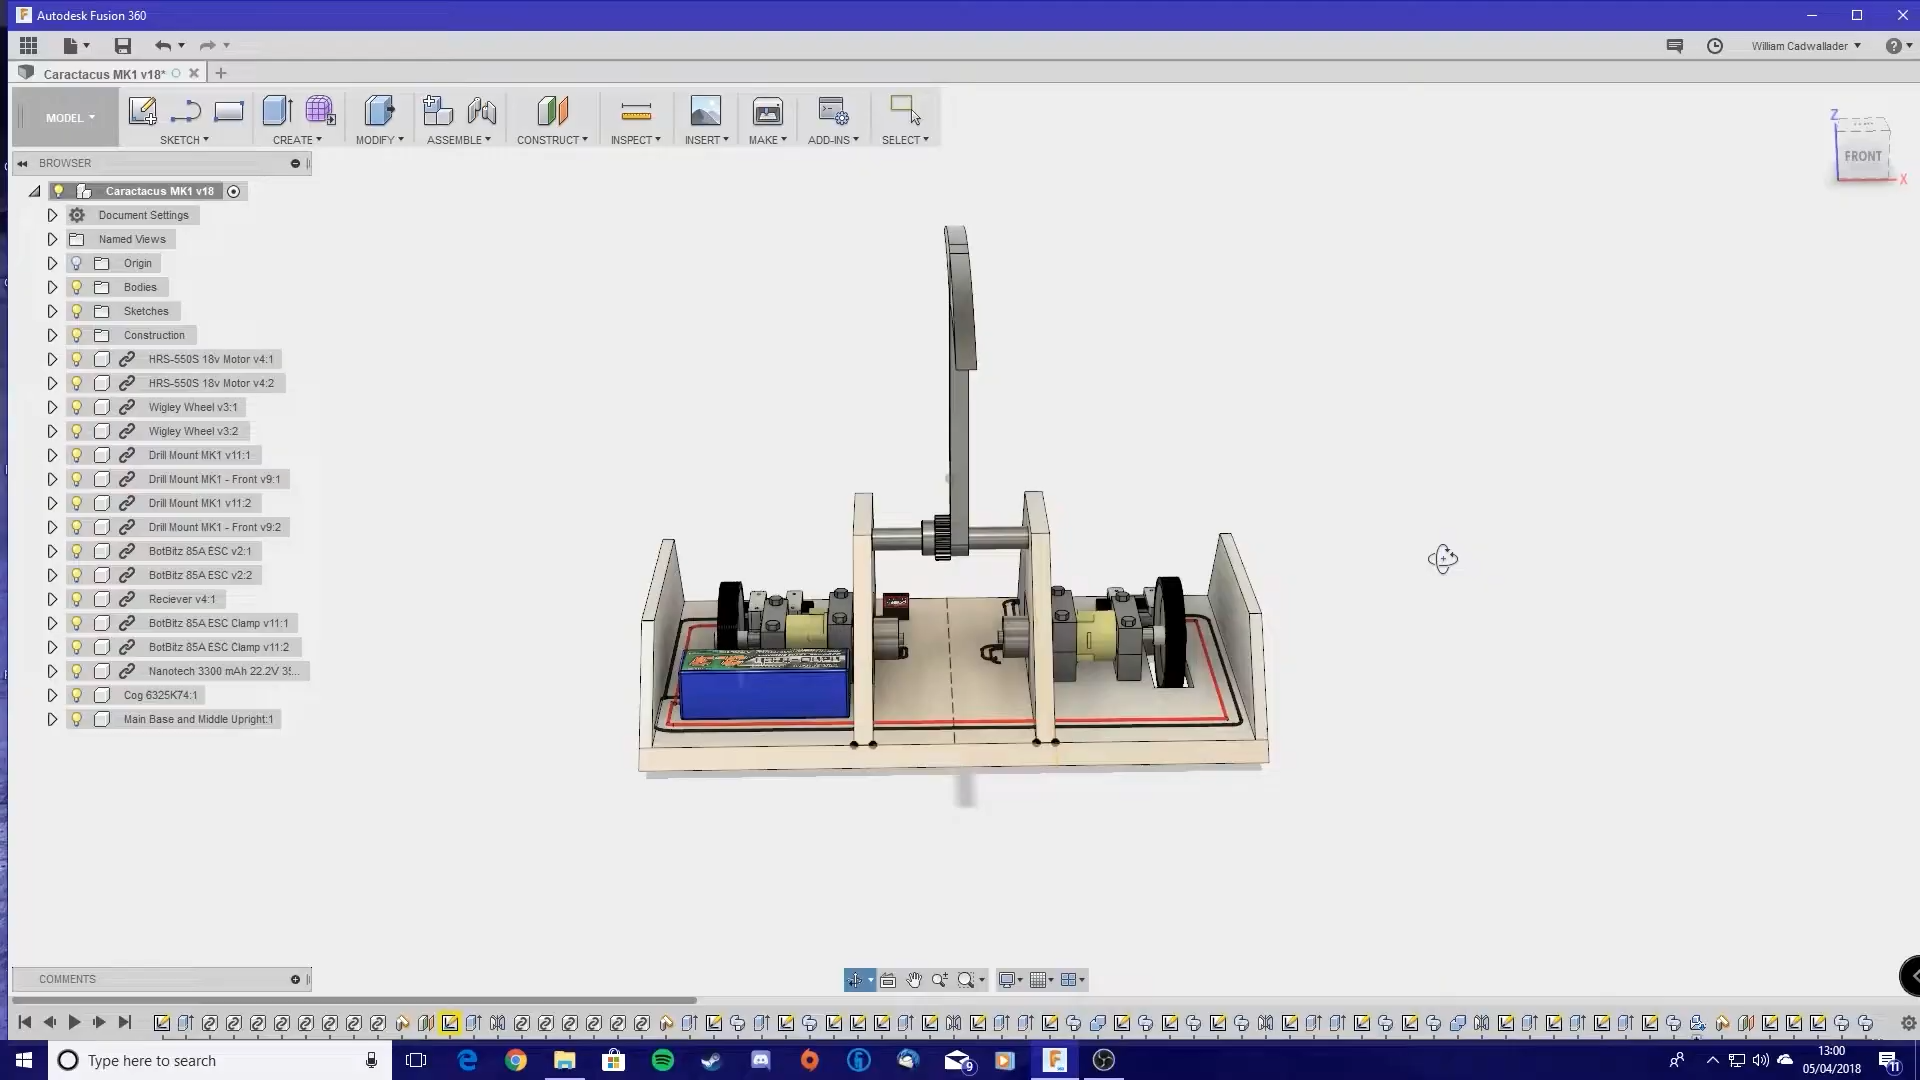 Autodesk Fusion 360
William Cadwallader
Caractacus MK1 v18*
MODEL
SKETCH
CREATE
MODIFY
ASSEMBLE
CONSTRUCT
INSPECT
INSERT
MAKE
ADD-INS
SELECT
BROWSER
Z
FRONT
X
Caractacus MK1 v18
Document Settings
Named Views
Origin
Bodies
Sketches
Construction
HRS-550S 18v Motor v4:1
HRS-550S 18v Motor v4:2
Wigley Wheel v3:1
Wigley Wheel v3:2
Drill Mount MK1 v11:1
Drill Mount MK1 - Front v9:1
Drill Mount MK1 v11:2
Drill Mount MK1 - Front v9:2
BotBitz 85A ESC v2:1
BotBitz 85A ESC v2:2
Reciever v4:1
BotBitz 85A ESC Clamp v11:1
BotBitz 85A ESC Clamp v11:2
Nanotech 3300 mAh 22.2V 3...
Cog 6325K74:1
Main Base and Middle Upright:1
COMMENTS
Type here to search
9
13:00
05/04/2018
11